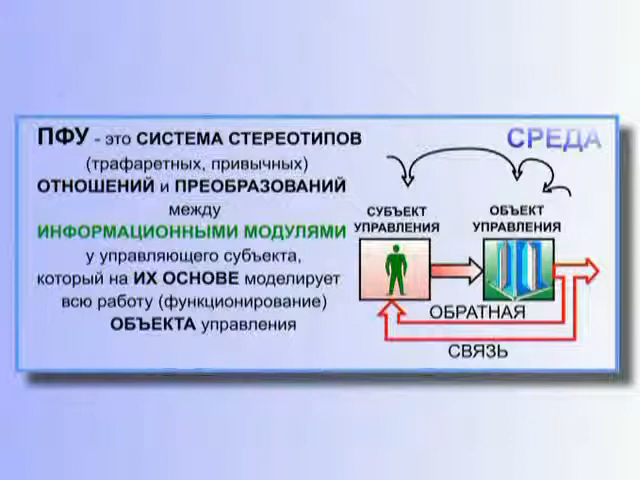 ПФУ - это СИСТЕМА СТЕРЕОТИПОВ
(трафаретных, привычных)
ОТНОШЕНИЙ и ПРЕОБРАЗОВАНИЙ
между
ИНФОРМАЦИОННЫМИ МОДУЛЯМИ
у управляющего субъекта,
который на ИХ ОСНОВЕ моделирует
всю работу (функционирование)
ОБЪЕКТА управления
СРЕДА
СУБЪЕКТ
УПРАВЛЕНИЯ
ОБЪЕКТ
УПРАВЛЕНИЯ
ОБРАТНАЯ
СВЯЗЬ